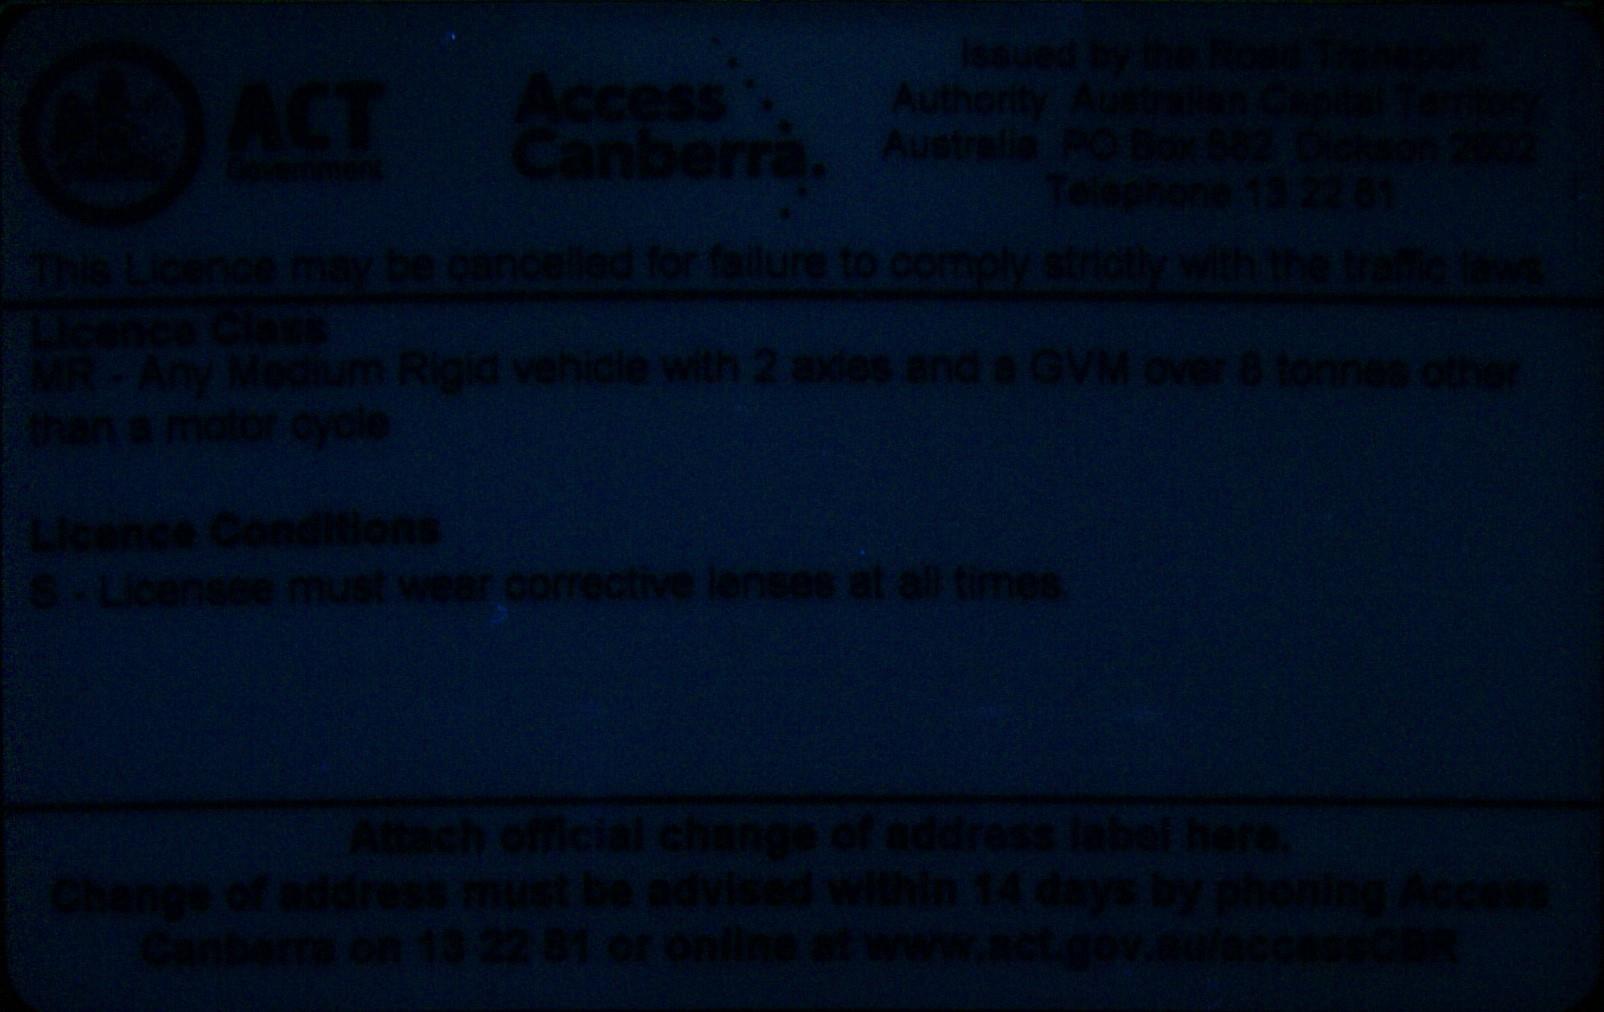 ACT
Government
Access
Canberra.
Issued by the Road Transport
Authority Australian Capital Territory
Australia PO Box 582 Dickson 2602
Telephone 13 22 81
This Licence may be cancelled for failure to comply strictly with the traffic laws
Licence Class
MR - Any Medium Rigid vehicle with 2 axles and a GVM over 8 tonnes other
than a motor cycle
Licence Conditions
S - Licensee must wear corrective lenses at all times.
Attach official change of address label here.
Change of address must be advised within 14 days by phoning Access
Canberra on 13 22 81 or online at www.act.gov.au/accessCBR